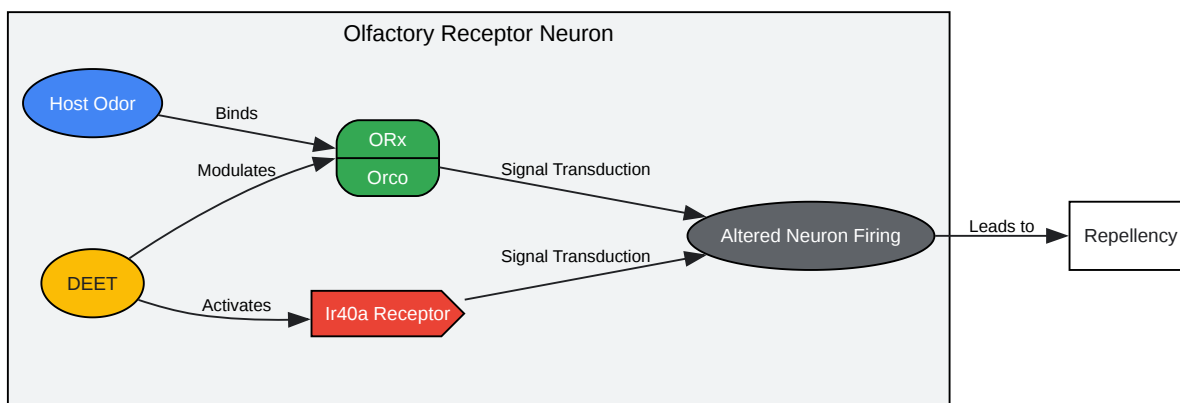 Olfactory Receptor Neuron
Host Odor
Binds
ORx
Orco
Modulates
Signal Transduction
DEET
Activates
Ir40a Receptor
Signal Transduction
Altered Neuron Firing
Leads to
Repellency